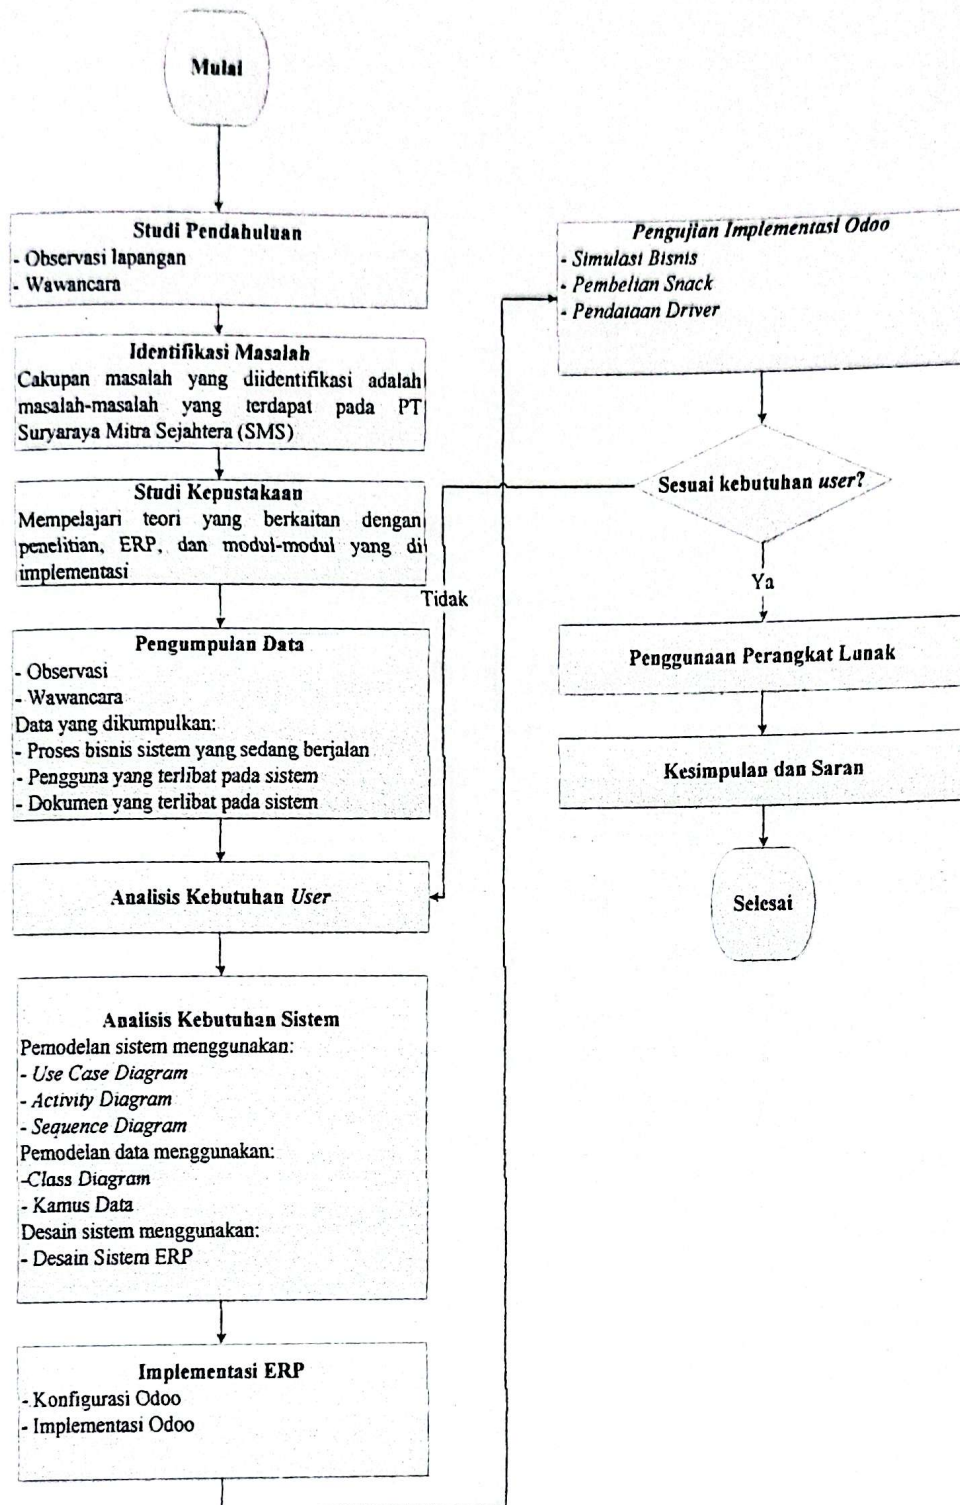 Mulai
Studi Pendahuluan
- Observasi lapangan
- Wawancara
Identifikasi Masalah
Cakupan masalah yang diidentifikasi adalah
masalah-masalah yang terdapat pada PT
Suryaraya Mitra Sejahtera (SMS)
Studi Kepustakaan
Mempelajari teori yang berkaitan dengan
penelitian, ERP, dan modul-modul yang di
implementasi
Pengumpulan Data
- Observasi
- Wawancara
Data yang dikumpulkan:
- Proses bisnis sistem yang sedang berjalan
- Pengguna yang terlibat pada sistem
- Dokumen yang terlibat pada sistem
Analisis Kebutuhan User
Analisis Kebutuhan Sistem
Pemodelan sistem menggunakan:
- Use Case Diagram
- Activity Diagram
- Sequence Diagram
Pemodelan data menggunakan:
-Class Diagram
- Kamus Data
Desain sistem menggunakan:
- Desain Sistem ERP
Implementasi ERP
- Konfigurasi Odoo
- Implementasi Odoo
Pengujian Implementasi Odoo
- Simulasi Bisnis
- Pembelian Snack
- Pendataan Driver
Sesuai kebutuhan user?
Tidak
Ya
Penggunaan Perangkat Lunak
Kesimpulan dan Saran
Selesai